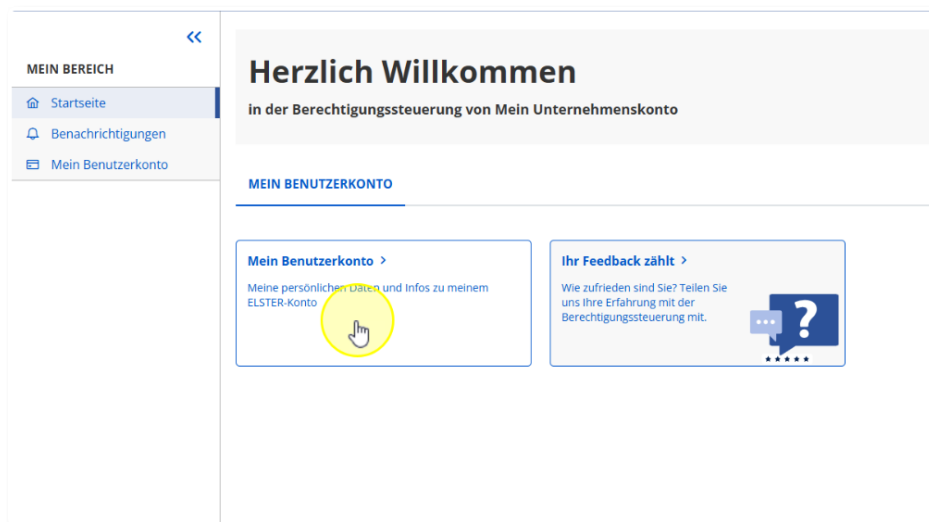 MEIN BEREICH
Startseite
Benachrichtigungen
Mein Benutzerkonto
Herzlich Willkommen
in der Berechtigungssteuerung von Mein Unternehmenskonto
MEIN BENUTZERKONTO
Mein Benutzerkonto
Meine persönlichen Daten und Infos zu meinem
ELSTER-Konto
Ihr Feedback zählt
Wie zufrieden sind Sie? Teilen Sie
uns Ihre Erfahrung mit der
Berechtigungssteuerung mit.
?